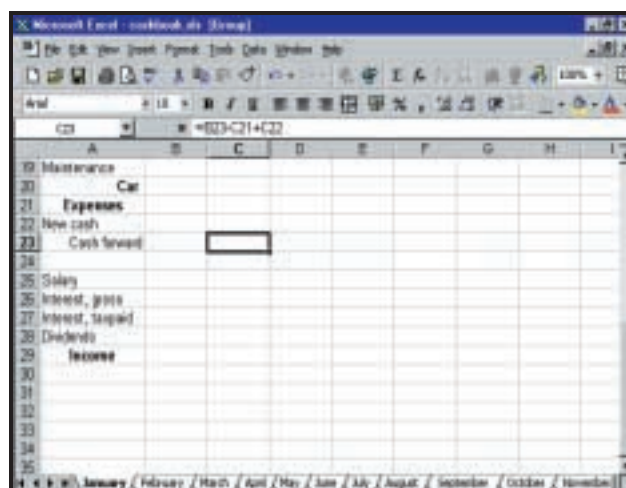 Microsoft Excel - cashbook.xls [Group]
File Edit View Insert Format Tools Data Window Help
100%
Arial 10 B I U % ,
C23 =B23-C21+C22
A B C D E F G H I
19 Maintenance
20 Car
21 Expenses
22 New cash
23 Cash forward
24
25 Salary
26 Interest, gross
27 Interest, taxpaid
28 Dividends
29 Income
30
31
32
33
34
35
January February March April May June July August September October November